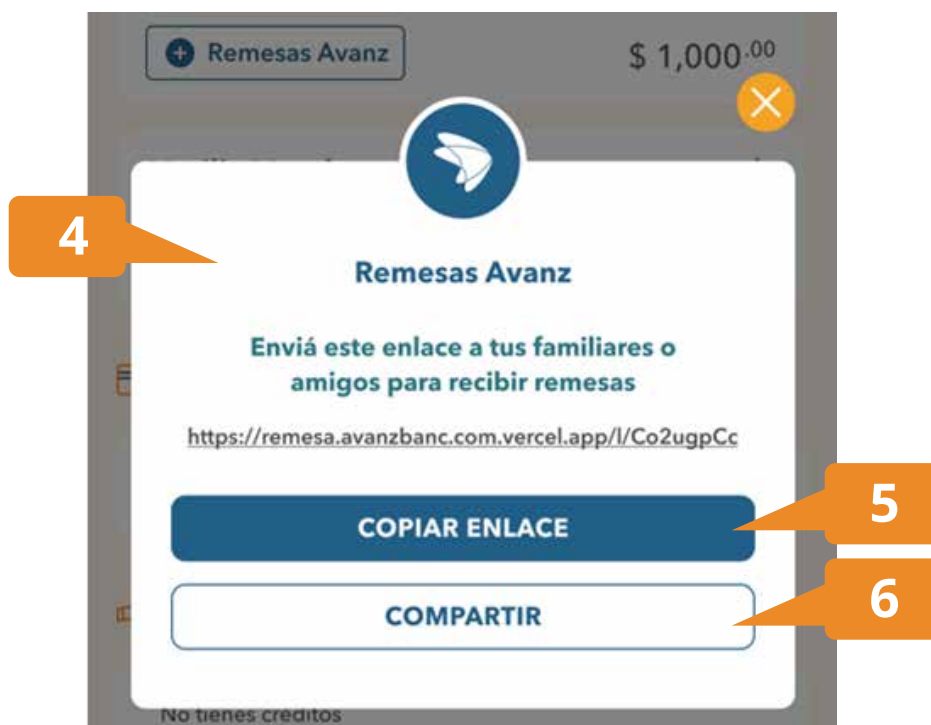 Remesas Avanz
$ 1,000.00
4
Remesas Avanz
Enviá este enlace a tus familiares o
amigos para recibir remesas
https://remesa.avanzbanc.com.vercel.app/l/Co2ugpCc
COPIAR ENLACE
5
COMPARTIR
6
No tienes créditos